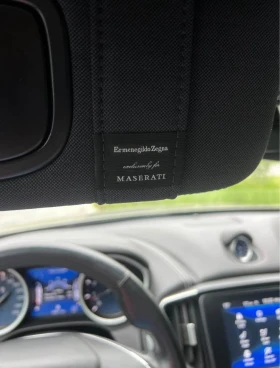 Ermenegildo Zegna
exclusively for
MASERATI